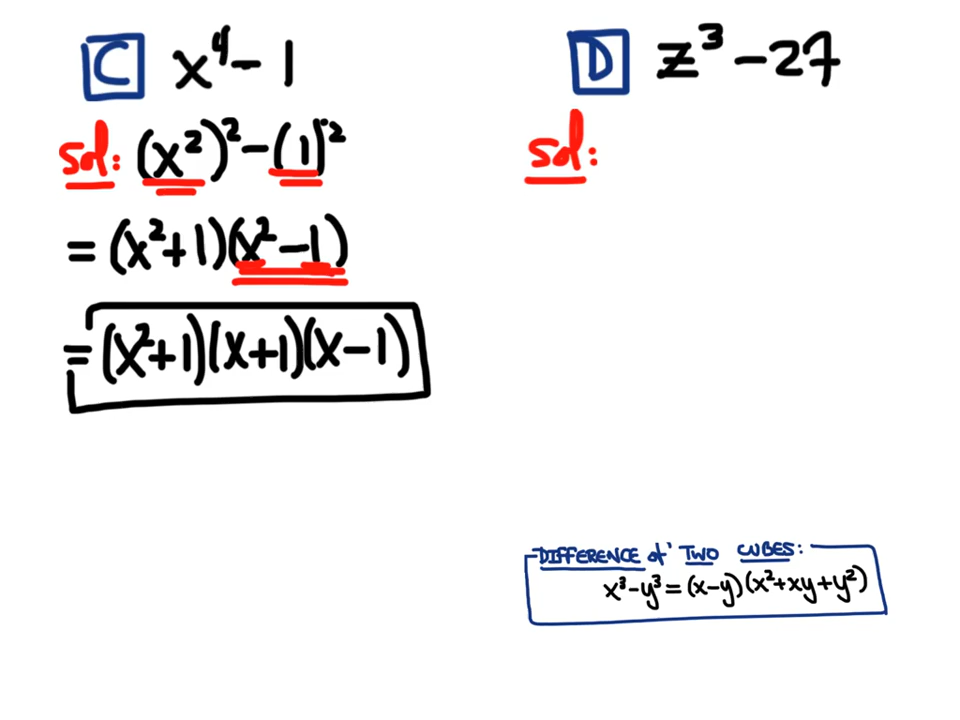 C x⁴ - 1
sol: (x²)² - (1)²
= (x²+1)(x²-1)
= (x²+1)(x+1)(x-1)
D z³ - 27
sol:
DIFFERENCE of TWO CUBES:
x³-y³ = (x-y)(x²+xy+y²)